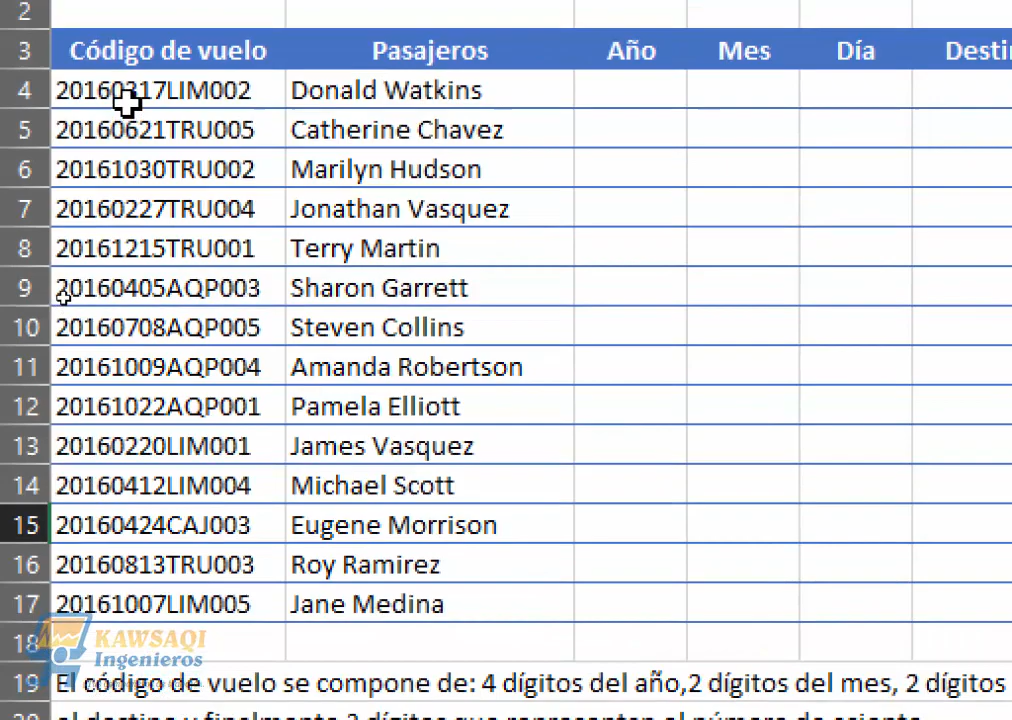 2
3 Código de vuelo Pasajeros Año Mes Día
4 20160317LIM002 Donald Watkins
5 20160621TRU005 Catherine Chavez
6 20161030TRU002 Marilyn Hudson
7 20160227TRU004 Jonathan Vasquez
8 20161215TRU001 Terry Martin
9 20160405AQP003 Sharon Garrett
10 20160708AQP005 Steven Collins
11 20161009AQP004 Amanda Robertson
12 20161022AQP001 Pamela Elliott
13 20160220LIM001 James Vasquez
14 20160412LIM004 Michael Scott
15 20160424CAJ003 Eugene Morrison
16 20160813TRU003 Roy Ramirez
17 20161007LIM005 Jane Medina
18
KAWSAQI
Ingenieros
19 El código de vuelo se compone de: 4 dígitos del año,2 dígitos del mes, 2 dígitos